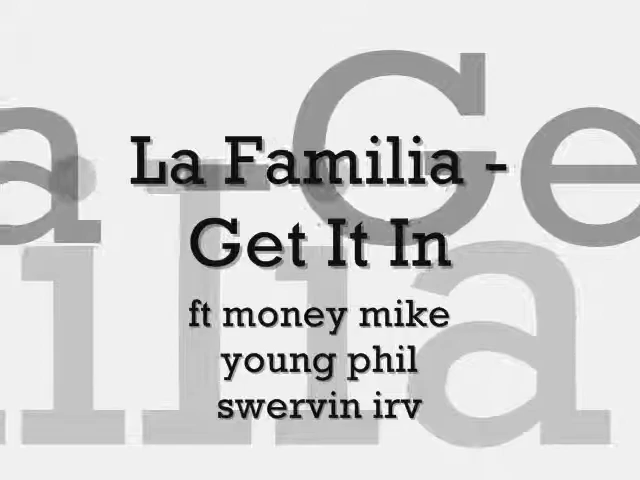 La Familia -
Get It In
ft money mike
young phil
swervin irv